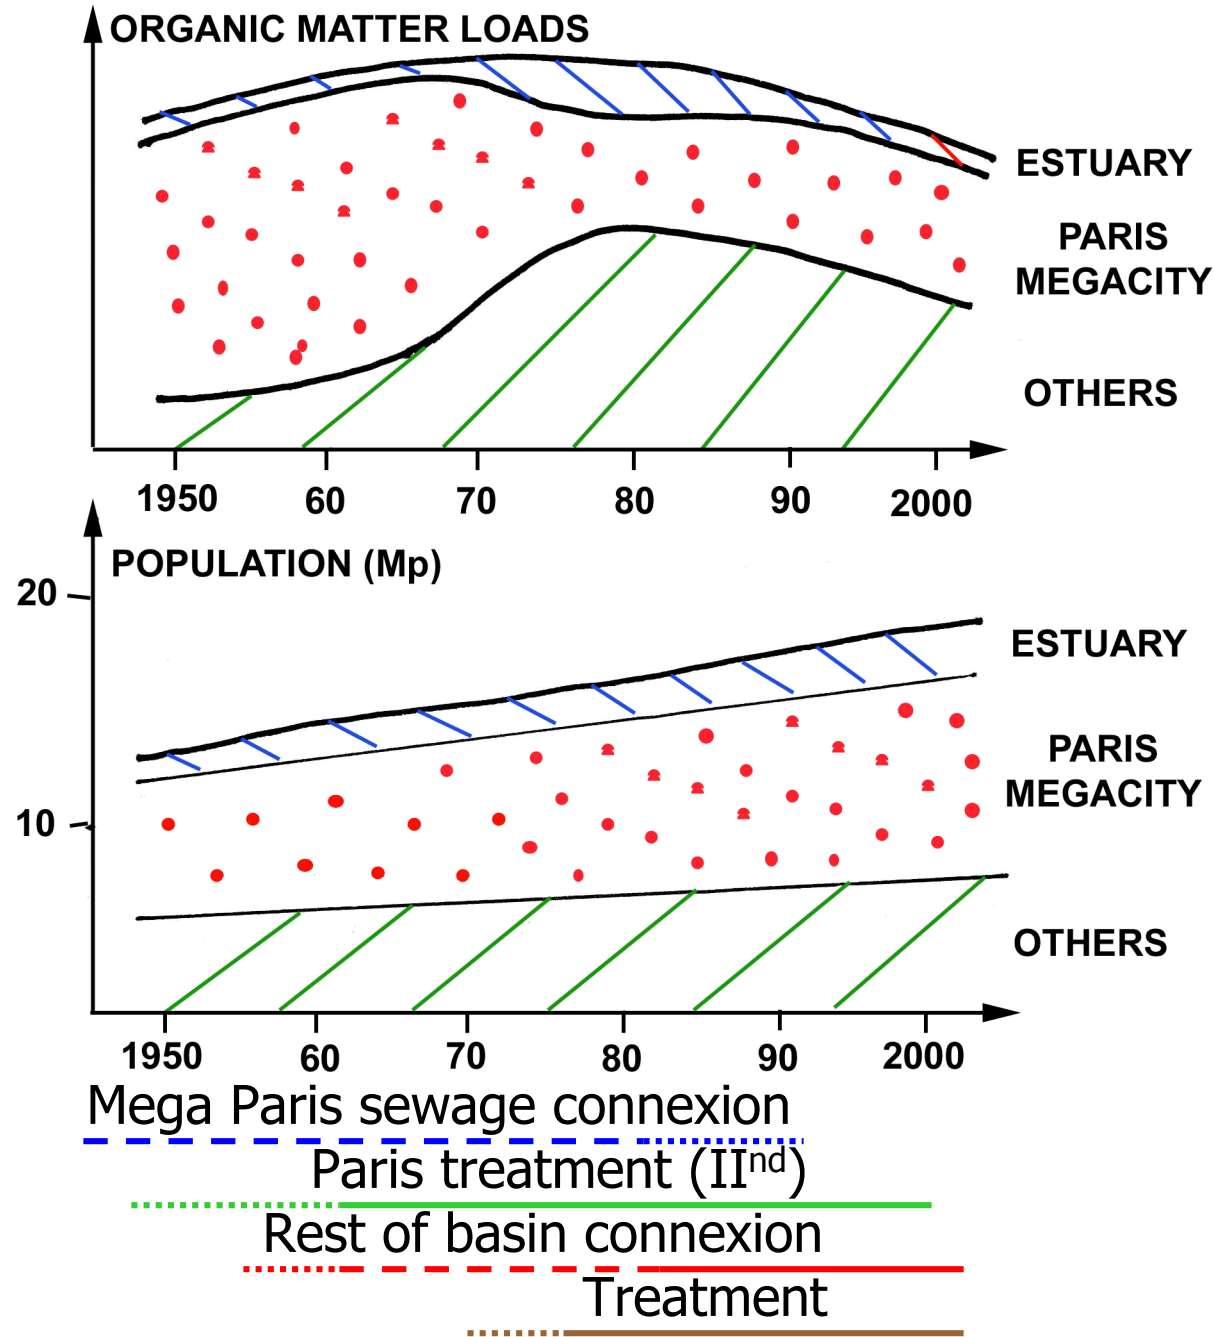 ORGANIC MATTER LOADS
ESTUARY
PARIS
MEGACITY
OTHERS
1950 60 70 80 90 2000
POPULATION (Mp)
20
ESTUARY
PARIS
MEGACITY
10
OTHERS
1950 60 70 80 90 2000
Mega Paris sewage connexion
Paris treatment (IInd)
Rest of basin connexion
Treatment